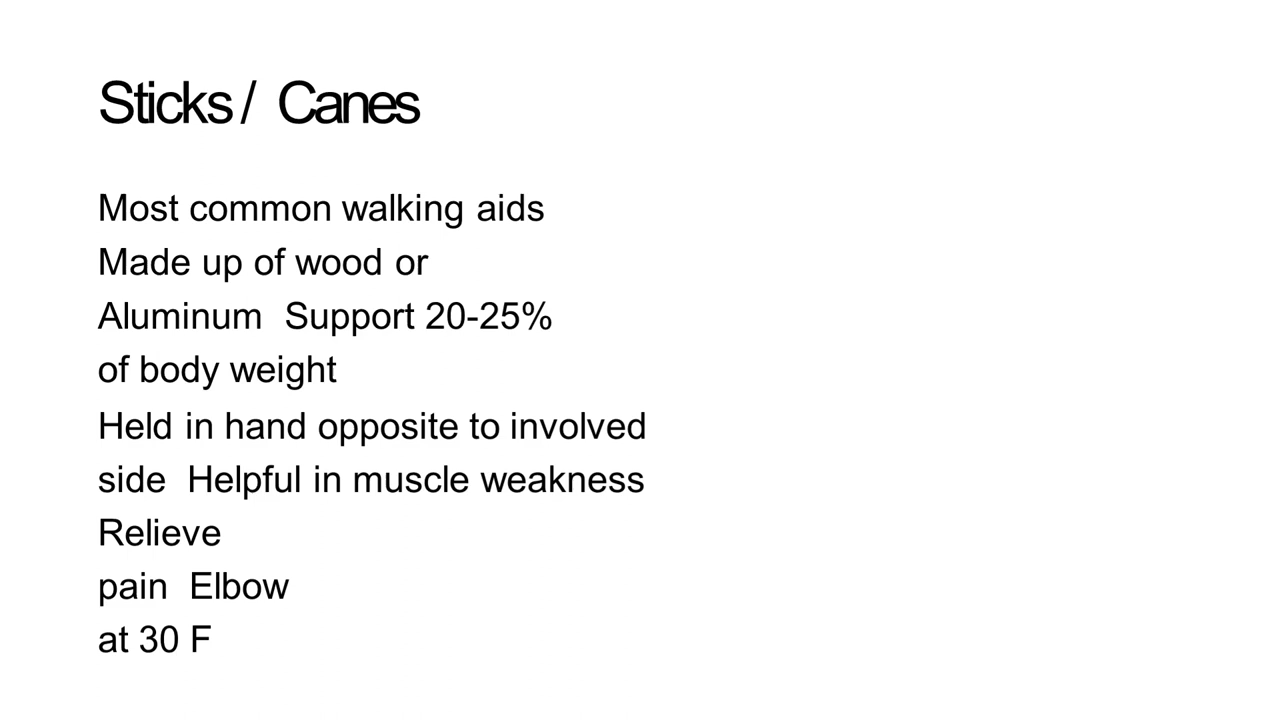 Sticks / Canes
Most common walking aids
Made up of wood or
Aluminum Support 20-25%
of body weight
Held in hand opposite to involved
side Helpful in muscle weakness
Relieve
pain Elbow
at 30 F